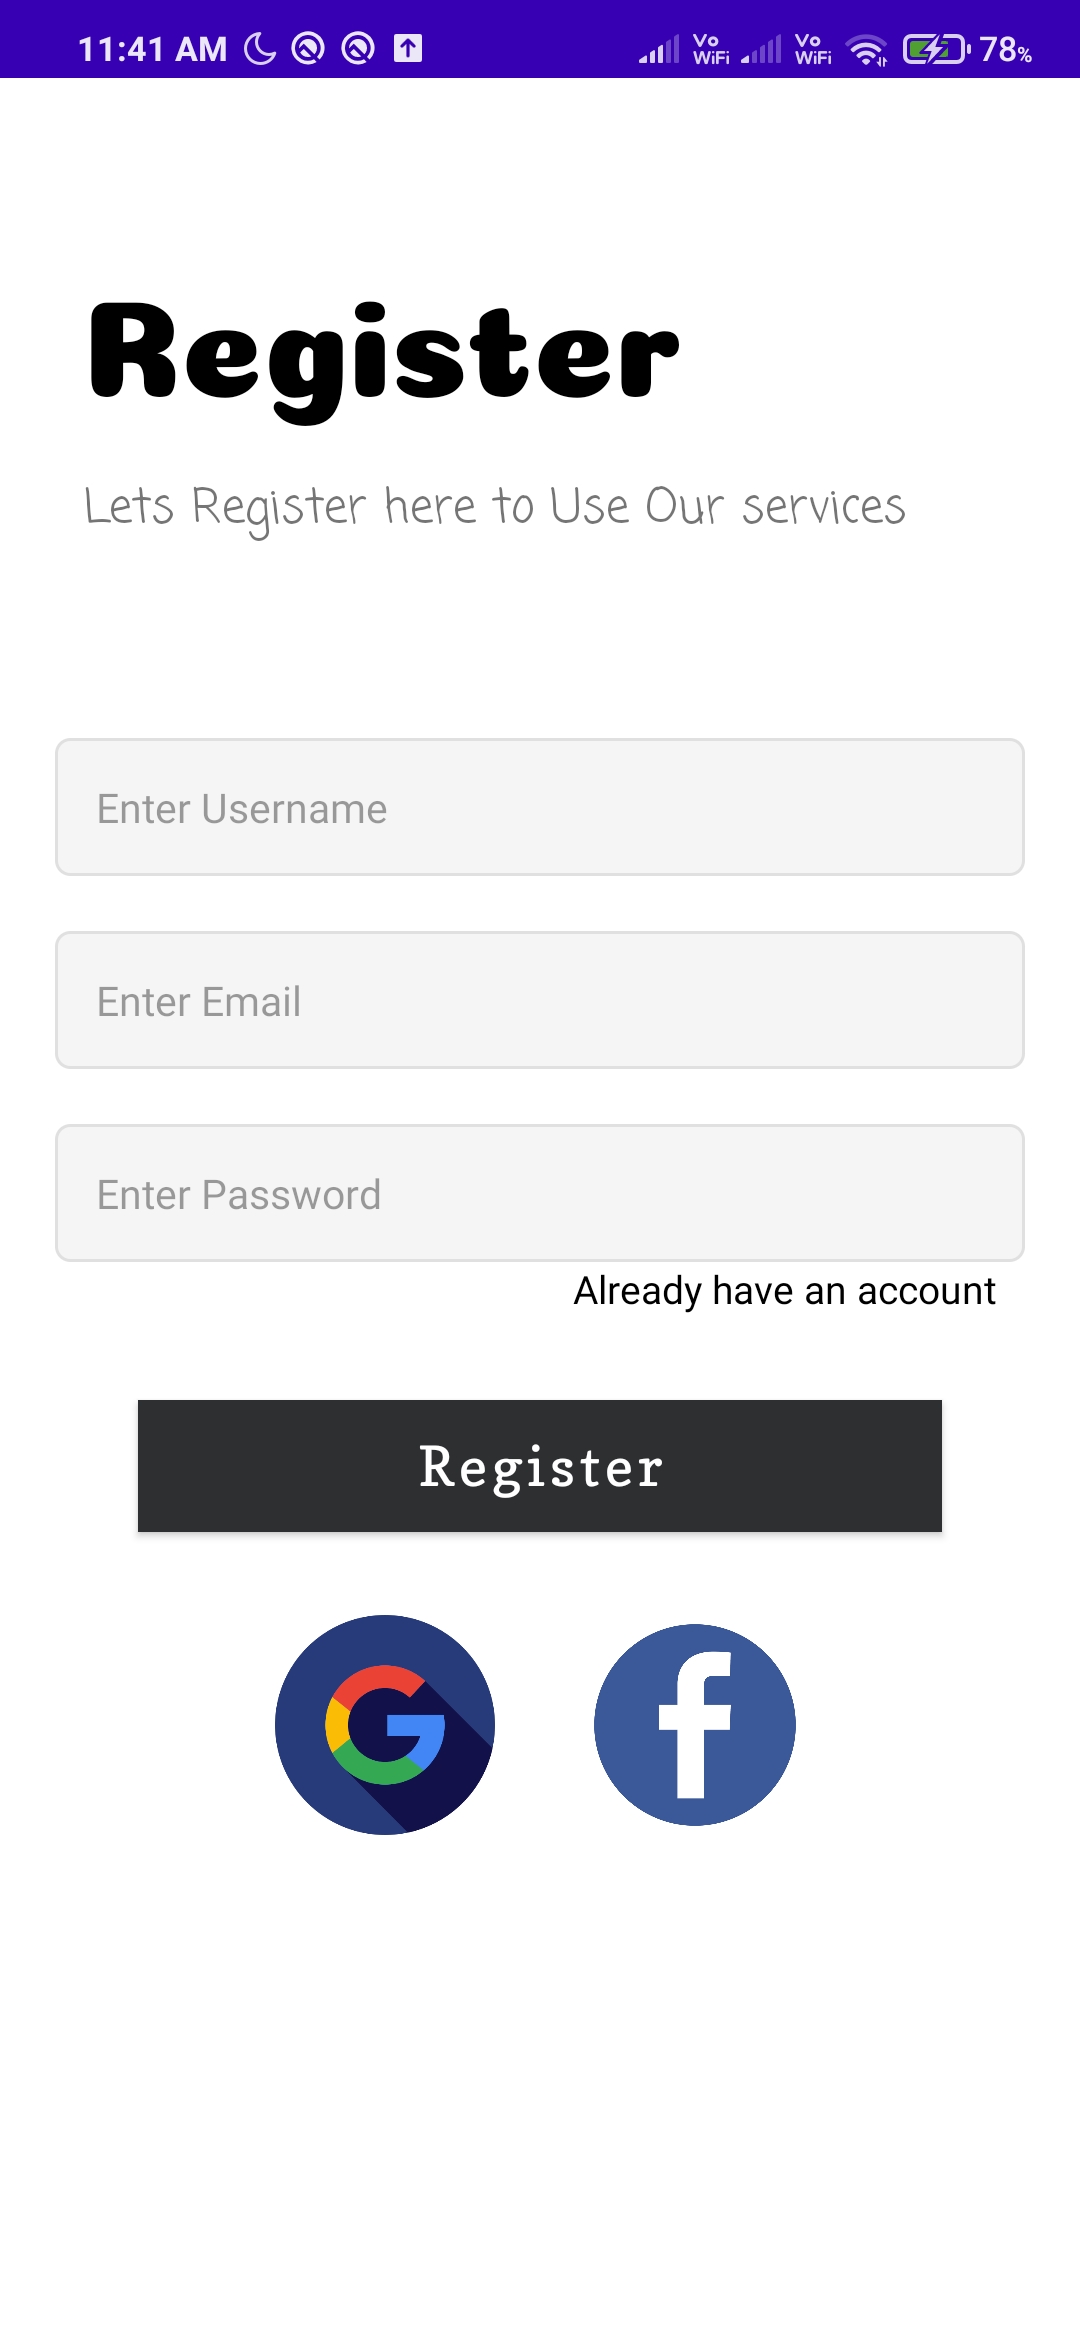 11:41 AM Vo WiFi Vo WiFi 78%
Register
Lets Register here to Use Our services
Enter Username
Enter Email
Enter Password
Already have an account
Register
G f